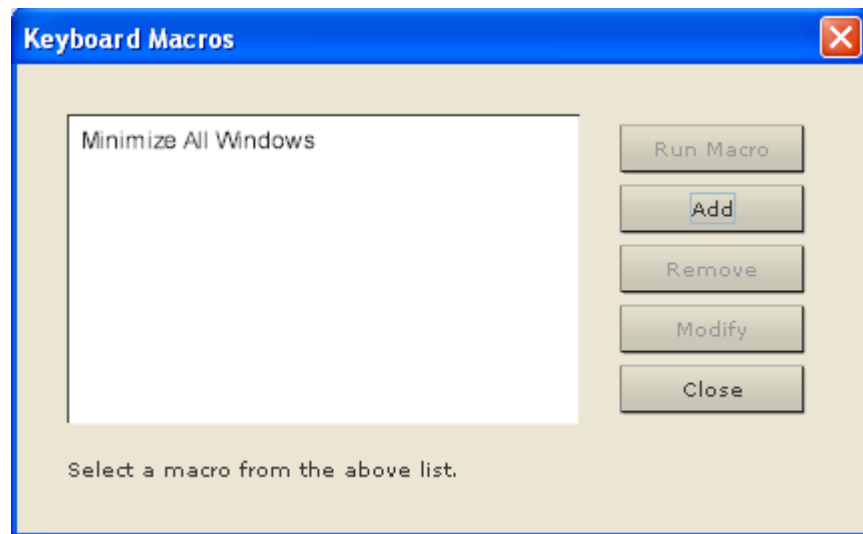 Keyboard Macros
Minimize All Windows
Run Macro
Add
Remove
Modify
Close
Select a macro from the above list.